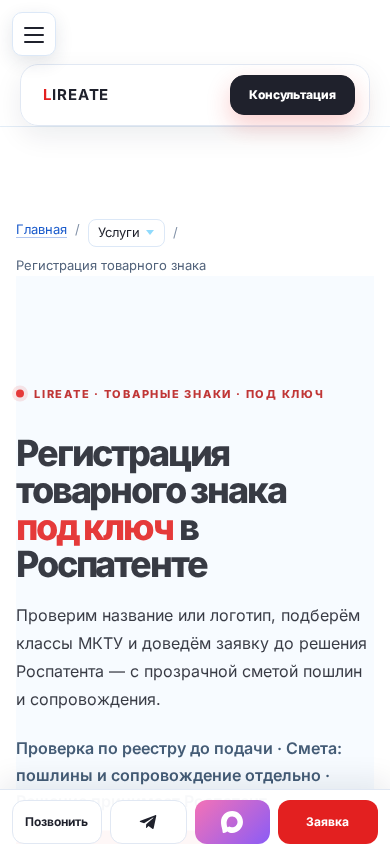 LIREATE
Консультация
Главная / Услуги /
Регистрация товарного знака
LIREATE · ТОВАРНЫЕ ЗНАКИ · ПОД КЛЮЧ
Регистрация
товарного знака
под ключ в
Роспатенте
Проверим название или логотип, подберём
классы МКТУ и доведём заявку до решения
Роспатента — с прозрачной сметой пошлин
и сопровождения.
Проверка по реестру до подачи · Смета:
пошлины и сопровождение отдельно ·
Позвонить
Заявка